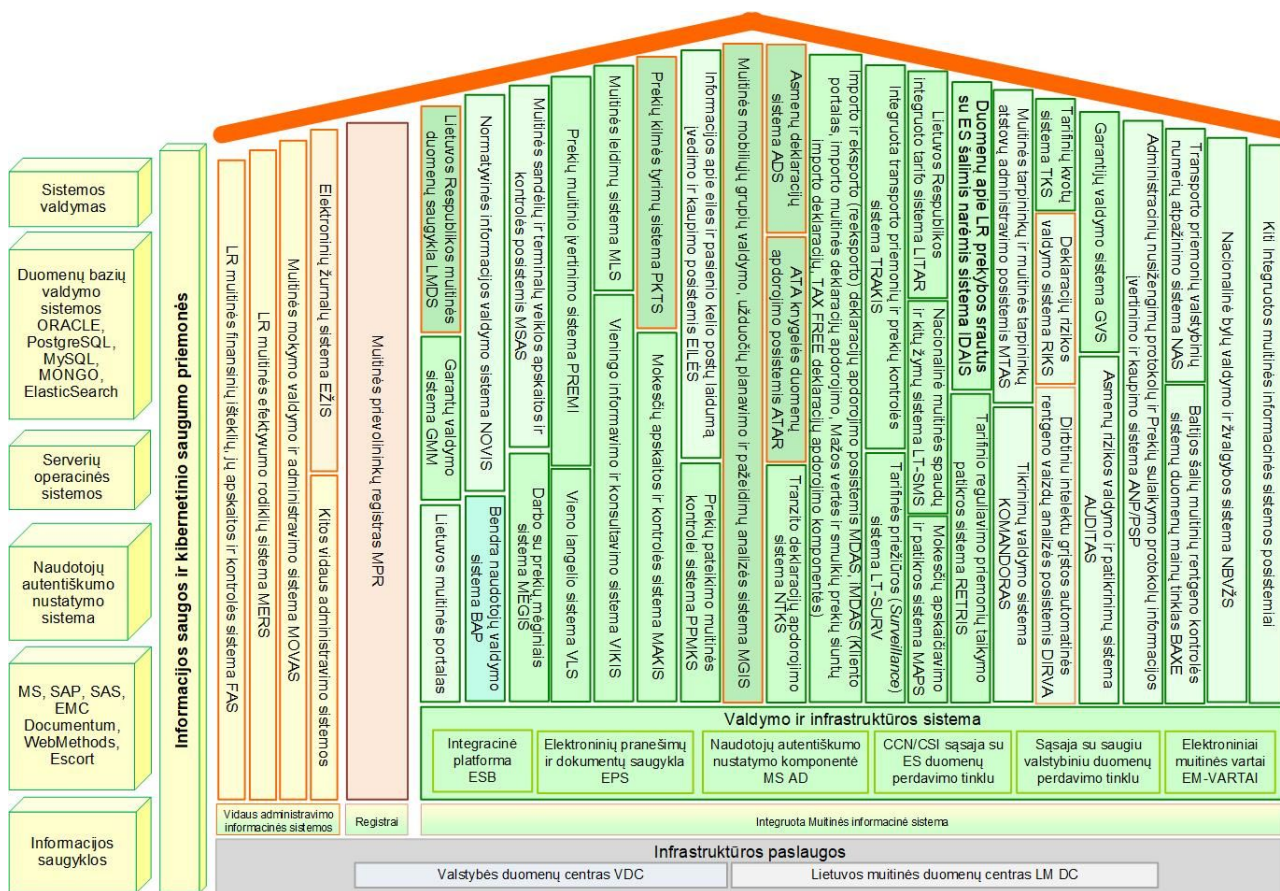 Sistemos
valdymas
Duomenų bazių
valdymo
sistemos
ORACLE,
PostgreSQL,
MySQL,
MONGO,
ElasticSearch
Serverių
operacinės
sistemos
Naudotojų
autentiškumo
nustatymo
sistema
MS, SAP, SAS,
EMC
Documentum,
WebMethods,
Escort
Informacijos
saugyklos
Informacijos saugos ir kibernetinio saugumo priemonės
LR muitinės finansinių išteklių, jų apskaitos ir kontrolės sistema FAS
LR muitinės efektyvumo rodiklių sistema MERS
Muitinės mokymo valdymo ir administravimo sistema MOVAS
Elektroninių žurnalų sistema EŽIS
Kitos vidaus administravimo sistemos
Muitinės prievolininkų registras MPR
Lietuvos Respublikos muitinės
duomenų saugykla LMDS
Garantų valdymo
sistema GMM
Lietuvos muitinės
portalas
Normatyvinės informacijos valdymo sistema NOVIS
Bendra naudotojų valdymo
sistema BAP
Muitinės sandėlių ir terminalų veiklos apskaitos ir
kontrolės posistemis MSAS
Darbo su prekių mėginiais
sistema MĖGIS
Prekių muitinio įvertinimo sistema PREMI
Vieno langelio sistema VLS
Muitinės leidimų sistema MLS
Vieningo informavimo ir konsultavimo sistema VIKIS
Prekių kilmės tyrimų sistema PKTS
Mokesčių apskaitos ir kontrolės sistema MAKIS
Informacijos apie eiles ir pasienio kelio postų laidumą
įvedimo ir kaupimo posistemis EILĖS
Prekių pateikimo muitinės
kontrolei sistema PPMKS
Muitinės mobiliųjų grupių valdymo, užduočių planavimo ir pažeidimų analizės sistema MGIS
Asmenų deklaracijų
sistema ADS
ATA knygelės duomenų
apdorojimo posistemis ATAR
Tranzito deklaracijų apdorojimo
sistema NTKS
Importo ir eksporto (reeksporto) deklaracijų apdorojimo posistemis MDAS, iMDAS (Kliento
portalas, importo muitinės deklaracijų apdorojimo, Mažos vertės ir smulkių prekių siuntų
importo deklaracijų, TAX FREE deklaracijų apdorojimo komponentės)
Integruota transporto priemonių ir prekių kontrolės
sistema TRAKIS
Tarifinės priežiūros (Surveillance)
sistema LT-SURV
Lietuvos Respublikos
integruoto tarifo sistema LITAR
Nacionalinė muitinės spaudų
ir kitų žymų sistema LT-SMS
Mokesčių apskaičiavimo
ir patikros sistema MAPS
Duomenų apie LR prekybos srautus
su ES šalimis narėmis sistema IDAIS
Tarifinio reguliavimo priemonių taikymo
patikros sistema RETRIS
Muitinės tarpininkų ir muitinės tarpininkų
atstovų administravimo posistemis MTAS
Tikrinimų valdymo sistema
KOMANDORAS
Tarifinių kvotų
sistema TKS
Deklaracijų rizikos
valdymo sistema RIKS
Dirbtiniu intelektu grįstos automatinės
rentgeno vaizdų analizės posistemis DIRVA
Garantijų valdymo sistema GVS
Asmenų rizikos valdymo ir patikrinimų sistema
AUDITAS
Administracinių nusižengimų protokolų ir Prekių sulaikymo protokolų informacijos
įvertinimo ir kaupimo sistema ANP/PSP
Transporto priemonių valstybinių
numerių atpažinimo sistema NAS
Baltijos šalių muitinių rentgeno kontrolės
sistemų duomenų mainų tinklas BAXE
Nacionalinė bylų valdymo ir žvalgybos sistema NBVŽS
Kiti Integruotos muitinės informacinės sistemos posistemiai
Valdymo ir infrastruktūros sistema
Integracinė
platforma
ESB
Elektroninių pranešimų
ir dokumentų saugykla
EPS
Naudotojų autentiškumo
nustatymo komponentė
MS AD
CCN/CSI sąsaja su
ES duomenų
perdavimo tinklu
Sąsaja su saugiu
valstybiniu duomenų
perdavimo tinklu
Elektroniniai
muitinės vartai
EM-VARTAI
Vidaus administravimo
informacinės sistemos
Registrai
Integruota Muitinės informacinė sistema
Infrastruktūros paslaugos
Valstybės duomenų centras VDC
Lietuvos muitinės duomenų centras LM DC